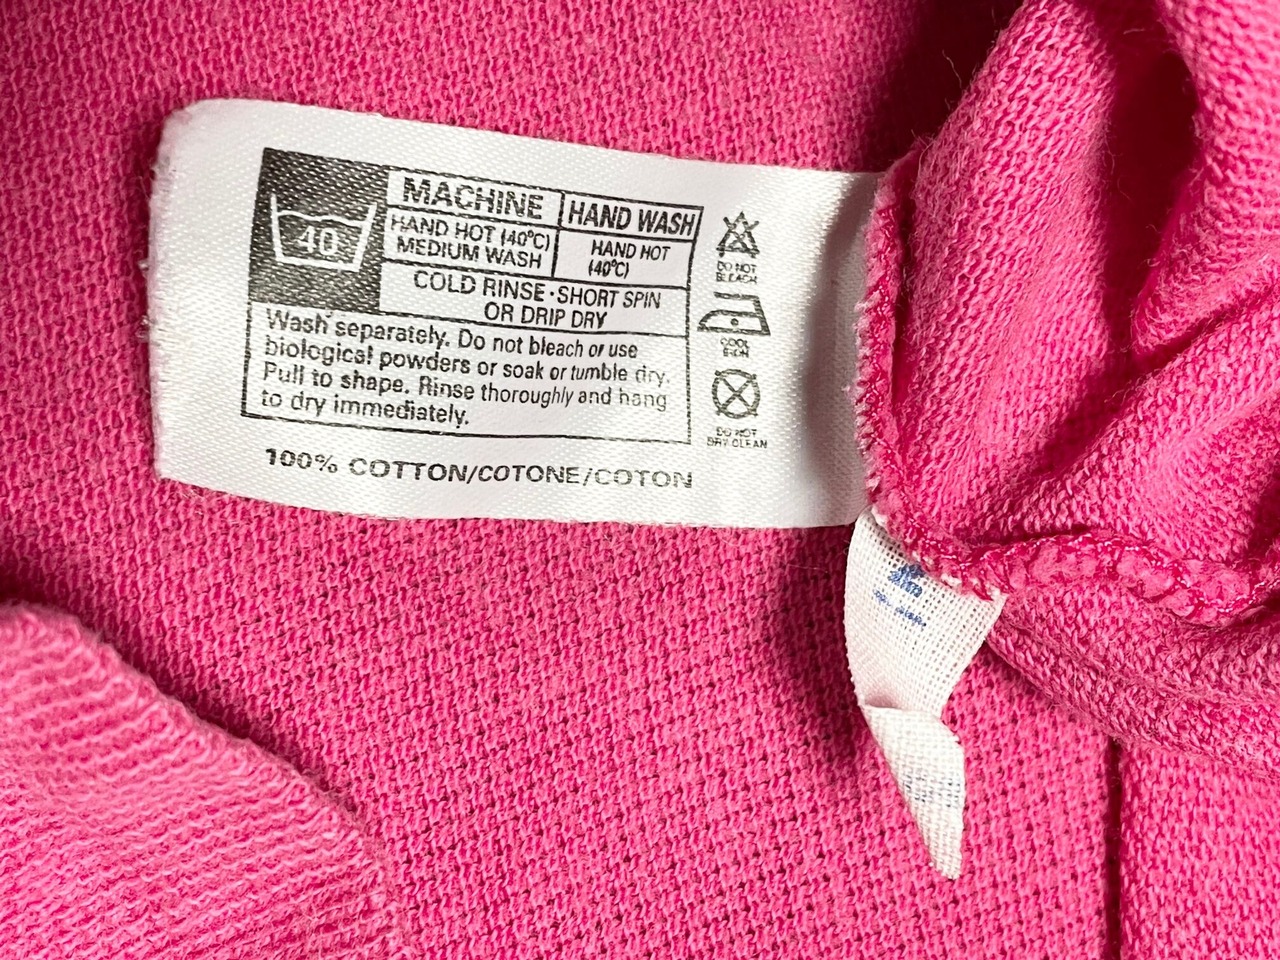 MACHINE
HAND WASH
40
HAND HOT (40°C)
MEDIUM WASH
HAND HOT
(40°C)
COLD RINSE·SHORT SPIN
OR DRIP DRY
Wash separately. Do not bleach or use
biological powders or soak or tumble dry.
Pull to shape. Rinse thoroughly and hang
to dry immediately.
DO NOT
BLEACH
COOL
IRON
DO NOT
DRY CLEAN
100% COTTON/COTONE/COTON